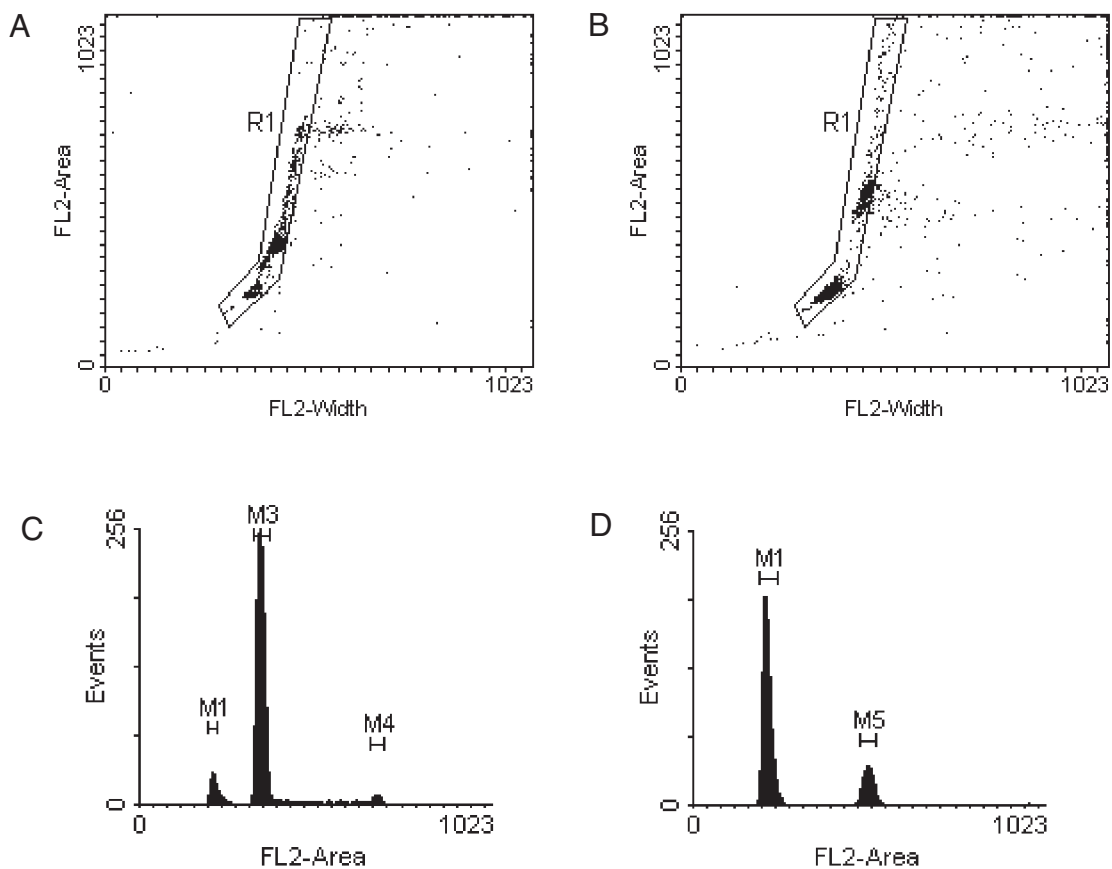 A
1023
FL2-Area
R1
0
0
1023
FL2-Width
B
1023
FL2-Area
R1
0
0
1023
FL2-Width
C
256
Events
M1
M3
M4
0
0
1023
FL2-Area
D
256
Events
M1
M5
0
0
1023
FL2-Area